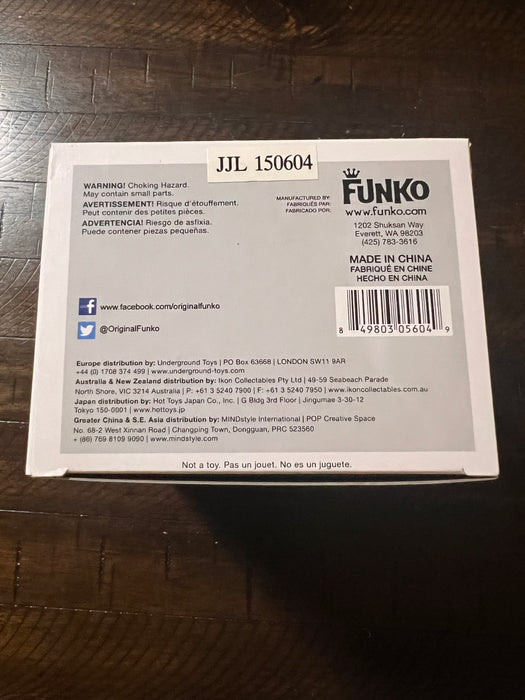 JJL 150604
WARNING! Choking Hazard.
May contain small parts.
AVERTISSEMENT! Risque d'étouffement.
Peut contenir des petites pièces.
ADVERTENCIA! Riesgo de asfixia.
Puede contener piezas pequeñas.
MANUFACTURED BY:
FABRIQUÉS PAR:
FABRICADO POR:
FUNKO
www.funko.com
1202 Shuksan Way
Everett, WA 98203
(425) 783-3616
MADE IN CHINA
FABRIQUÉ EN CHINE
HECHO EN CHINA
8 49803 05604 9
f www.facebook.com/originalfunko
@OriginalFunko
Europe distribution by: Underground Toys | PO Box 63668 | LONDON SW11 9AR
+44 (0) 1708 374 499 | www.underground-toys.com
Australia & New Zealand distribution by: Ikon Collectables Pty Ltd | 49-59 Seabeach Parade
North Shore, VIC 3214 Australia | P: +61 3 5240 7900 | F: +61 3 5240 7950 | www.ikoncollectables.com.au
Japan distribution by: Hot Toys Japan Co., Inc. | G Bldg 3rd Floor | Jingumae 3-30-12
Tokyo 150-0001 | www.hottoys.jp
Greater China & S.E. Asia distribution by: MINDstyle International | POP Creative Space
No. 68-2 West Xinnan Road | Changping Town, Dongguan, PRC 523560
+ (86) 769 8109 9090 | www.mindstyle.com
Not a toy. Pas un jouet. No es un juguete.